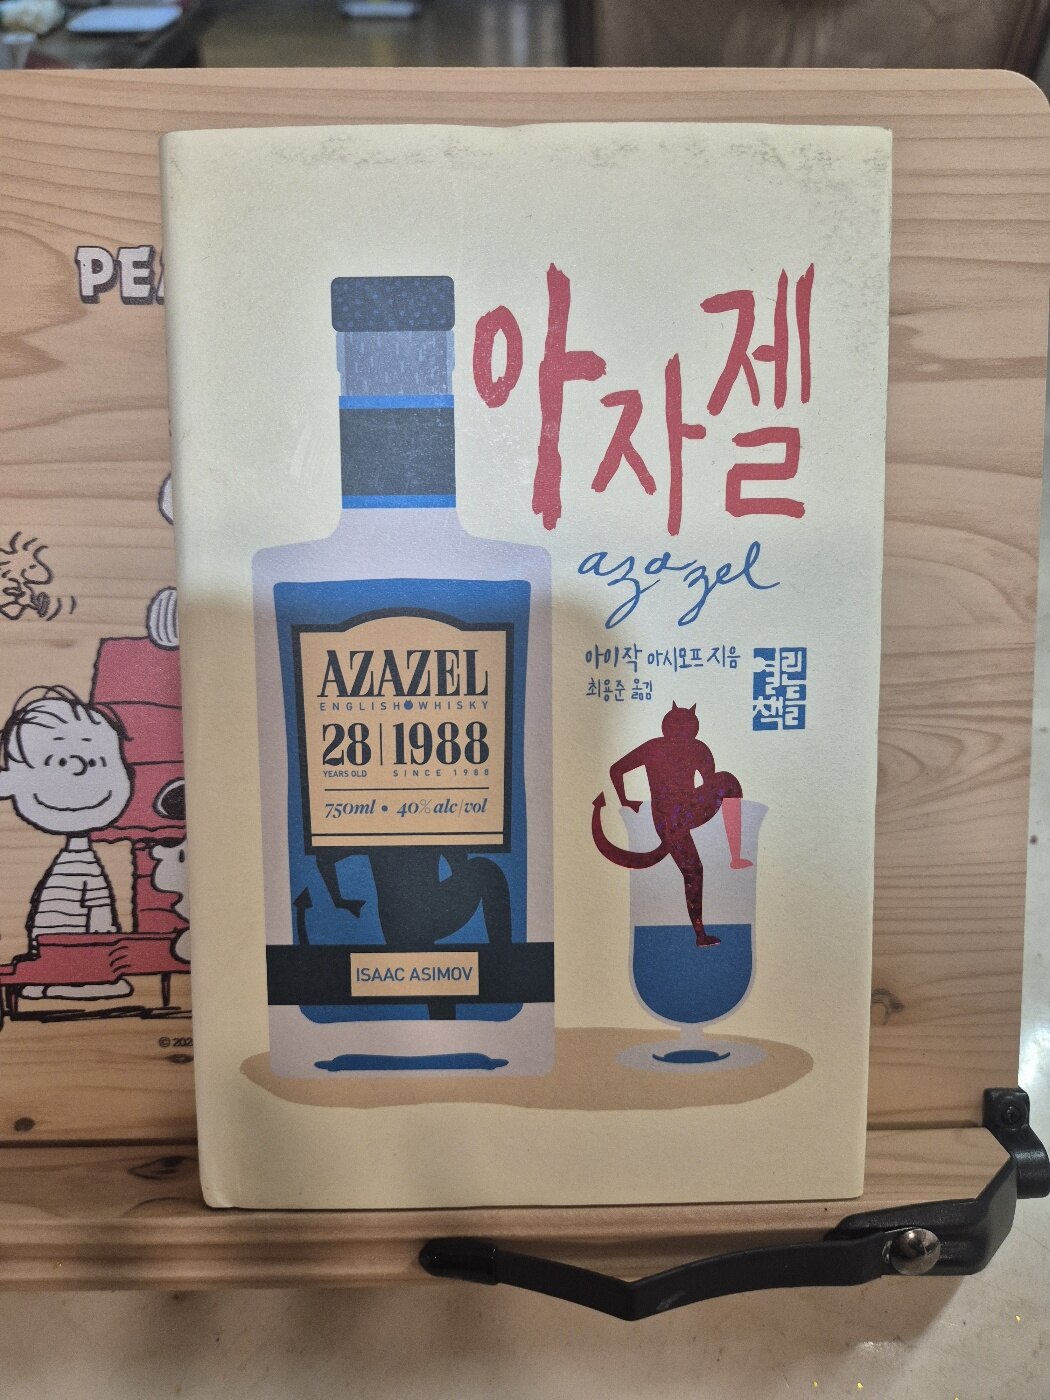 PEA
아자젤
azazel
아이작 아시모프 지음
최용준 옮김
열린
책들
AZAZEL
ENGLISH WHISKY
28 | 1988
YEARS OLD SINCE 1988
750ml • 40% alc/vol
ISAAC ASIMOV
© 202